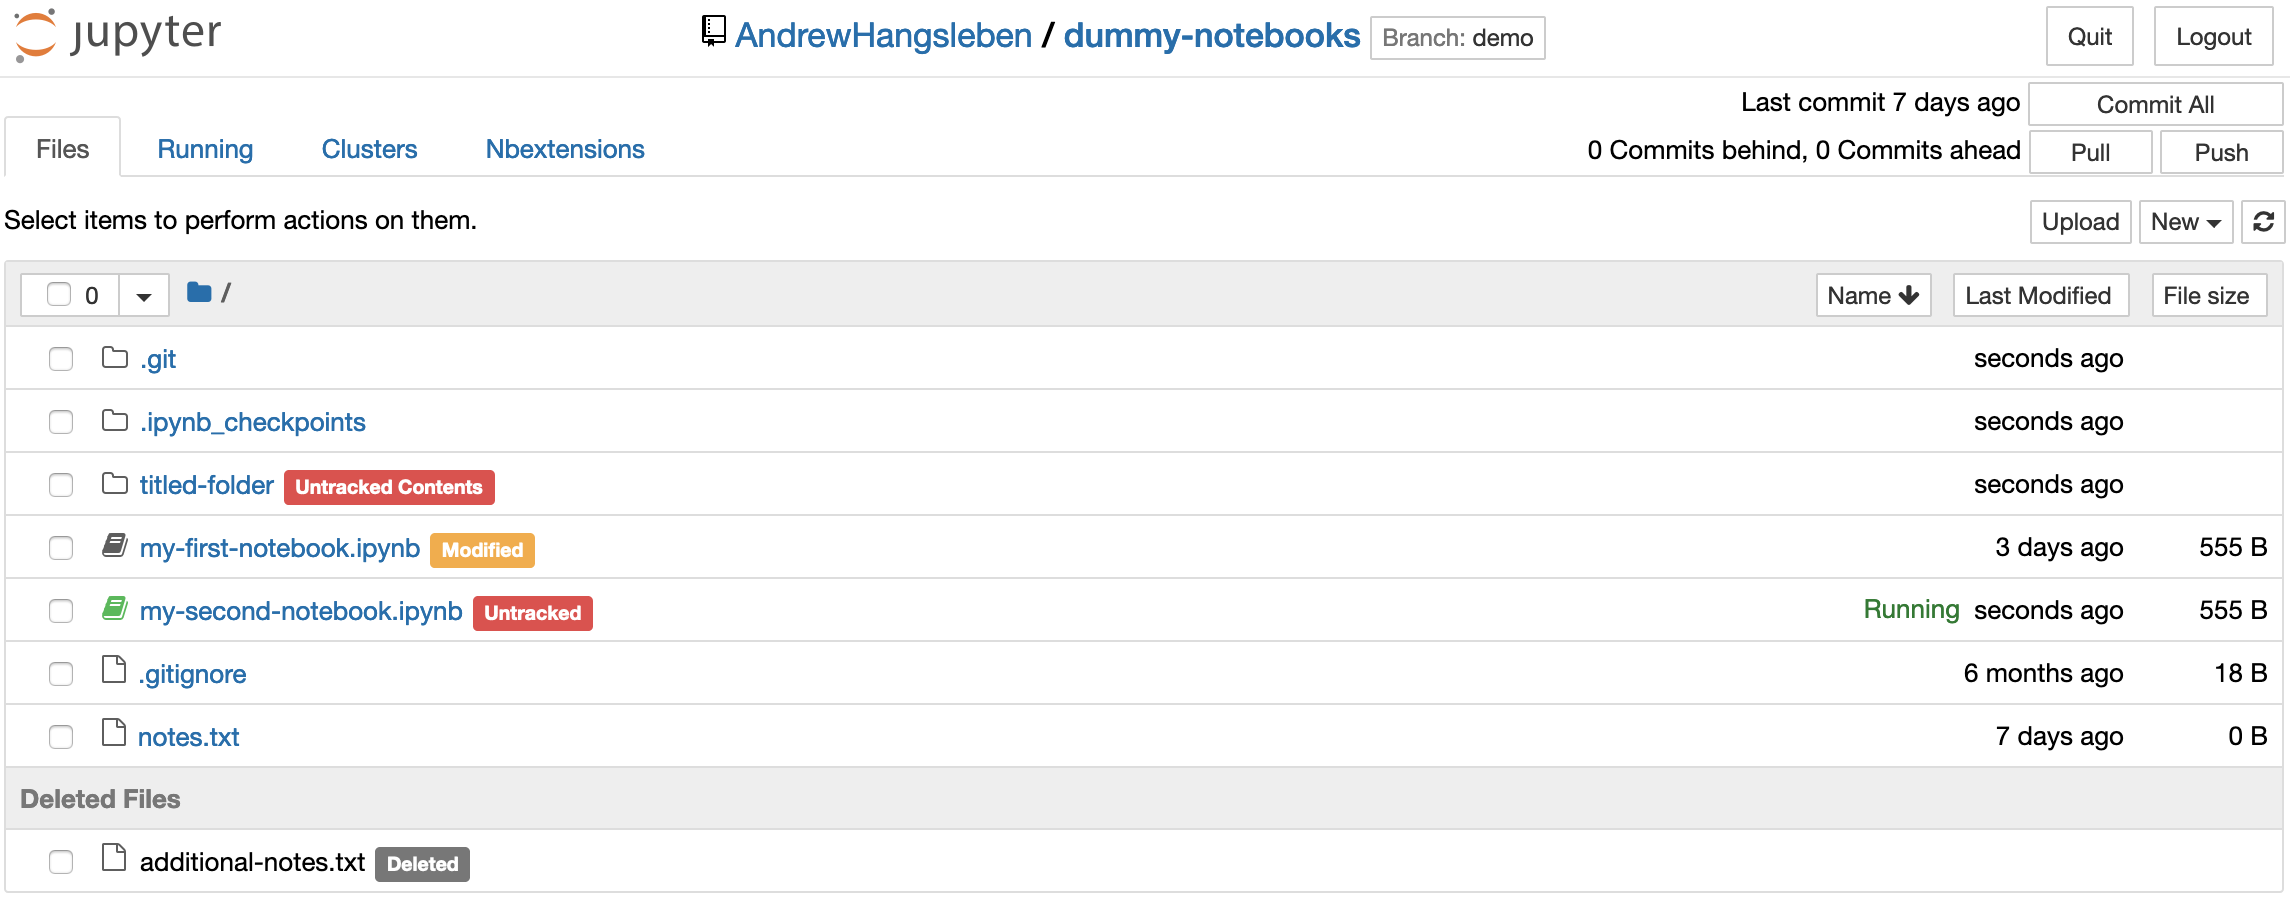 jupyter AndrewHangsleben / dummy-notebooks Branch: demo Quit Logout
Last commit 7 days ago Commit All
Files Running Clusters Nbextensions 0 Commits behind, 0 Commits ahead Pull Push
Select items to perform actions on them. Upload New
0 / Name Last Modified File size
.git seconds ago
.ipynb_checkpoints seconds ago
titled-folder Untracked Contents seconds ago
my-first-notebook.ipynb Modified 3 days ago 555 B
my-second-notebook.ipynb Untracked Running seconds ago 555 B
.gitignore 6 months ago 18 B
notes.txt 7 days ago 0 B
Deleted Files
additional-notes.txt Deleted